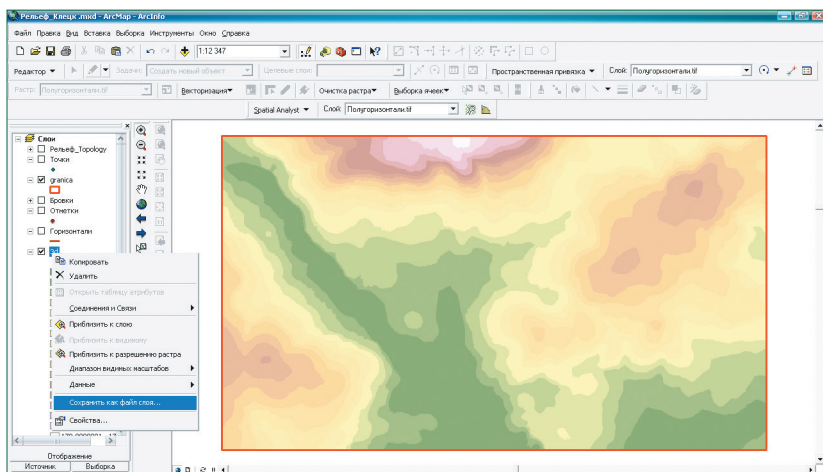 Рельеф_Клецк.mxd - ArcMap - ArcInfo
Файл Правка Вид Вставка Выборка Инструменты Окно Справка
1:12 347
Редактор Задачи: Создать новый объект Целевые слои: Пространственная привязка Слой: Полугоризонтали.tif
Растр: Полугоризонтали.tif Векторизация Очистка растра Выборка ячеек
Spatial Analyst Слой: Полугоризонтали.tif
Слои
Рельеф_Topology
Точки
granica
Бровки
Отметки
Горизонтали
Копировать
Удалить
Открыть таблицу атрибутов
Соединения и Связи
Приблизить к слою
Приблизить к видимому
Приблизить к разрешению растра
Диапазон видимых масштабов
Данные
Сохранить как файл слоя...
Свойства...
Отображение
Источник Выборка